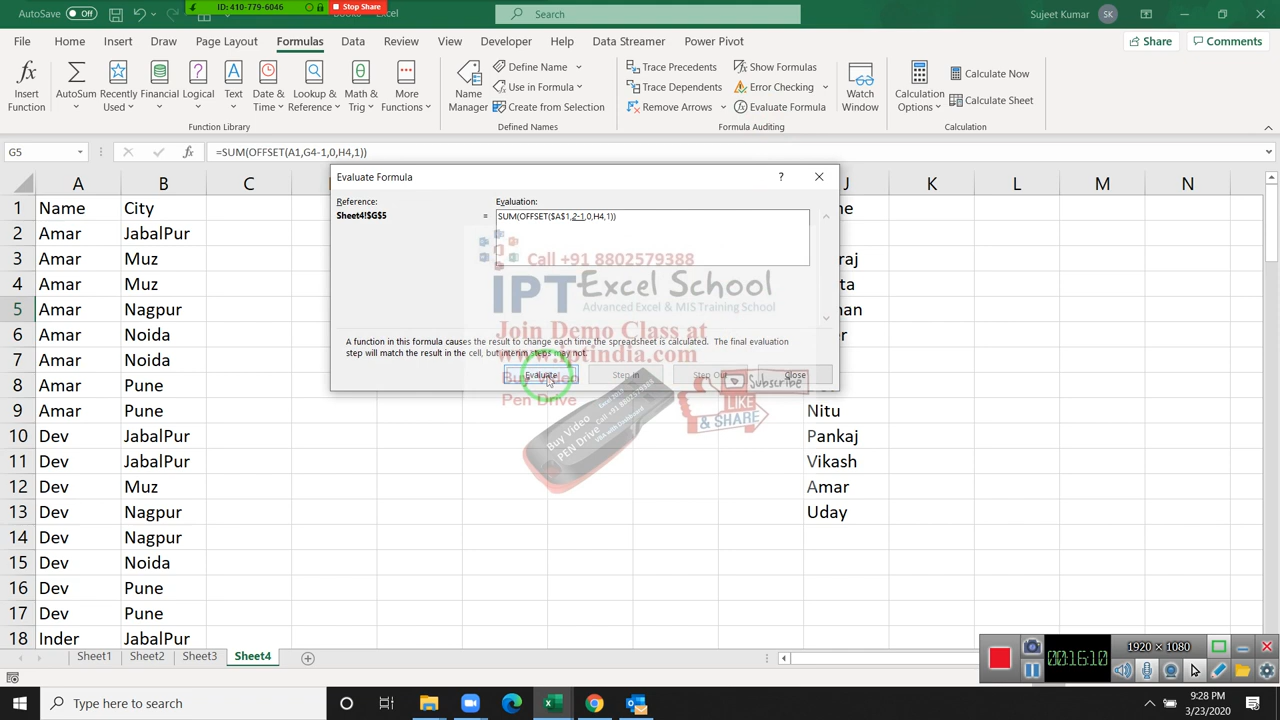 ID: 410-779-6046
Stop Share
AutoSave
Off
Excel
Search
Sujeet Kumar
SK
File
Home
Insert
Draw
Page Layout
Formulas
Data
Review
View
Developer
Help
Data Streamer
Power Pivot
Share
Comments
Insert Function
AutoSum
Recently Used
Financial
Logical
Text
Date & Time
Lookup & Reference
Math & Trig
More Functions
Function Library
Name Manager
Define Name
Use in Formula
Create from Selection
Defined Names
Trace Precedents
Trace Dependents
Remove Arrows
Show Formulas
Error Checking
Evaluate Formula
Formula Auditing
Watch Window
Calculation Options
Calculate Now
Calculate Sheet
Calculation
G5
fx
=SUM(OFFSET(A1,G4-1,0,H4,1))
A B C J K L M N
1 Name City
2 Amar JabalPur
3 Amar Muz
4 Amar Muz
5 Amar Nagpur
6 Amar Noida
7 Amar Noida
8 Amar Pune
9 Amar Pune Nitu
10 Dev JabalPur Pankaj
11 Dev JabalPur Vikash
12 Dev Muz Amar
13 Dev Nagpur Uday
14 Dev Nagpur
15 Dev Noida
16 Dev Pune
17 Dev Pune
18 Inder JabalPur
Evaluate Formula
?
Reference:
Evaluation:
Sheet4!$G$5
=
SUM(OFFSET($A$1,2-1,0,H4,1))
A function in this formula causes the result to change each time the spreadsheet is calculated. The final evaluation
step will match the result in the cell, but interim steps may not.
Evaluate
Step In
Step Out
Close
Call +91 8802579388
IPT Excel School
Advanced Excel & MIS Training School
Join Demo Class at
www.iptindia.com
Buy Video
Pen Drive
Buy Video
PEN Drive
Subscribe
LIKE
& SHARE
Sheet1
Sheet2
Sheet3
Sheet4
1920 × 1080
00:16:10
Type here to search
9:28 PM
3/23/2020